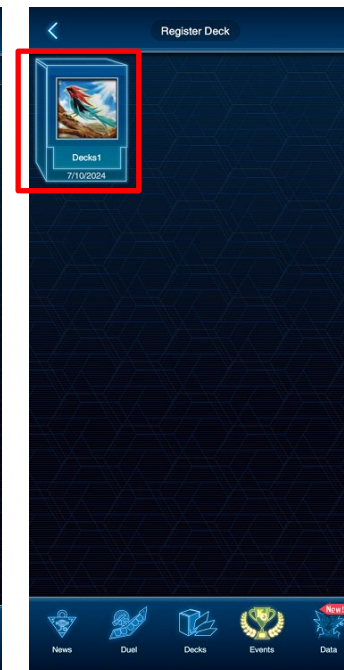 Register Deck
Decks1
7/10/2024
New!
News
Duel
Decks
Events
Data